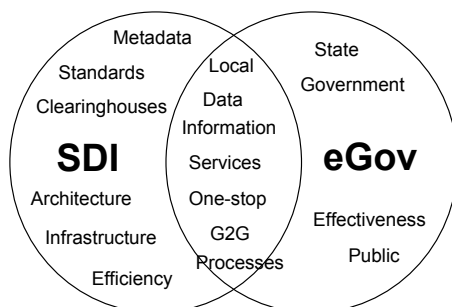 Metadata
Standards
Clearinghouses
SDI
Architecture
Infrastructure
Efficiency
Local
Data
Information
Services
One-stop
G2G
Processes
State
Government
eGov
Effectiveness
Public